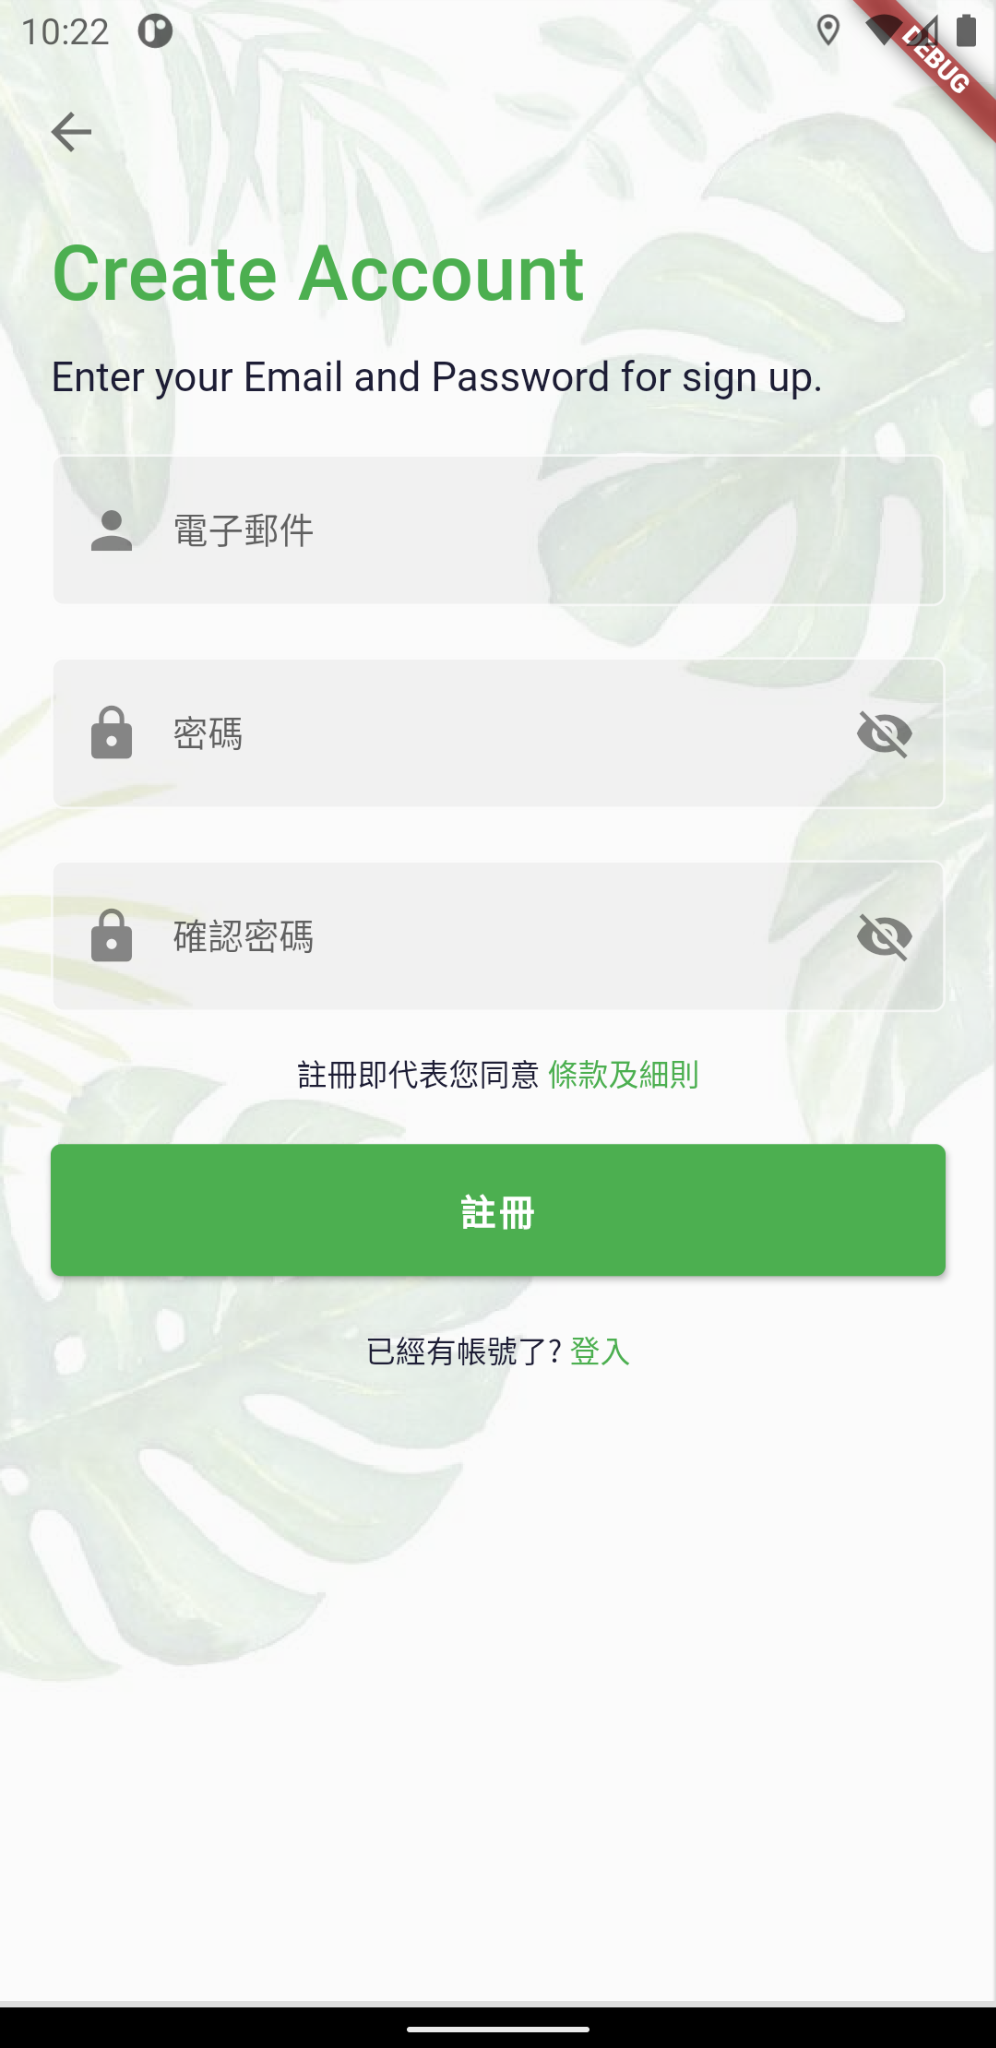 10:22
DEBUG
Create Account
Enter your Email and Password for sign up.
電子郵件
密碼
確認密碼
註冊即代表您同意 條款及細則
註冊
已經有帳號了? 登入